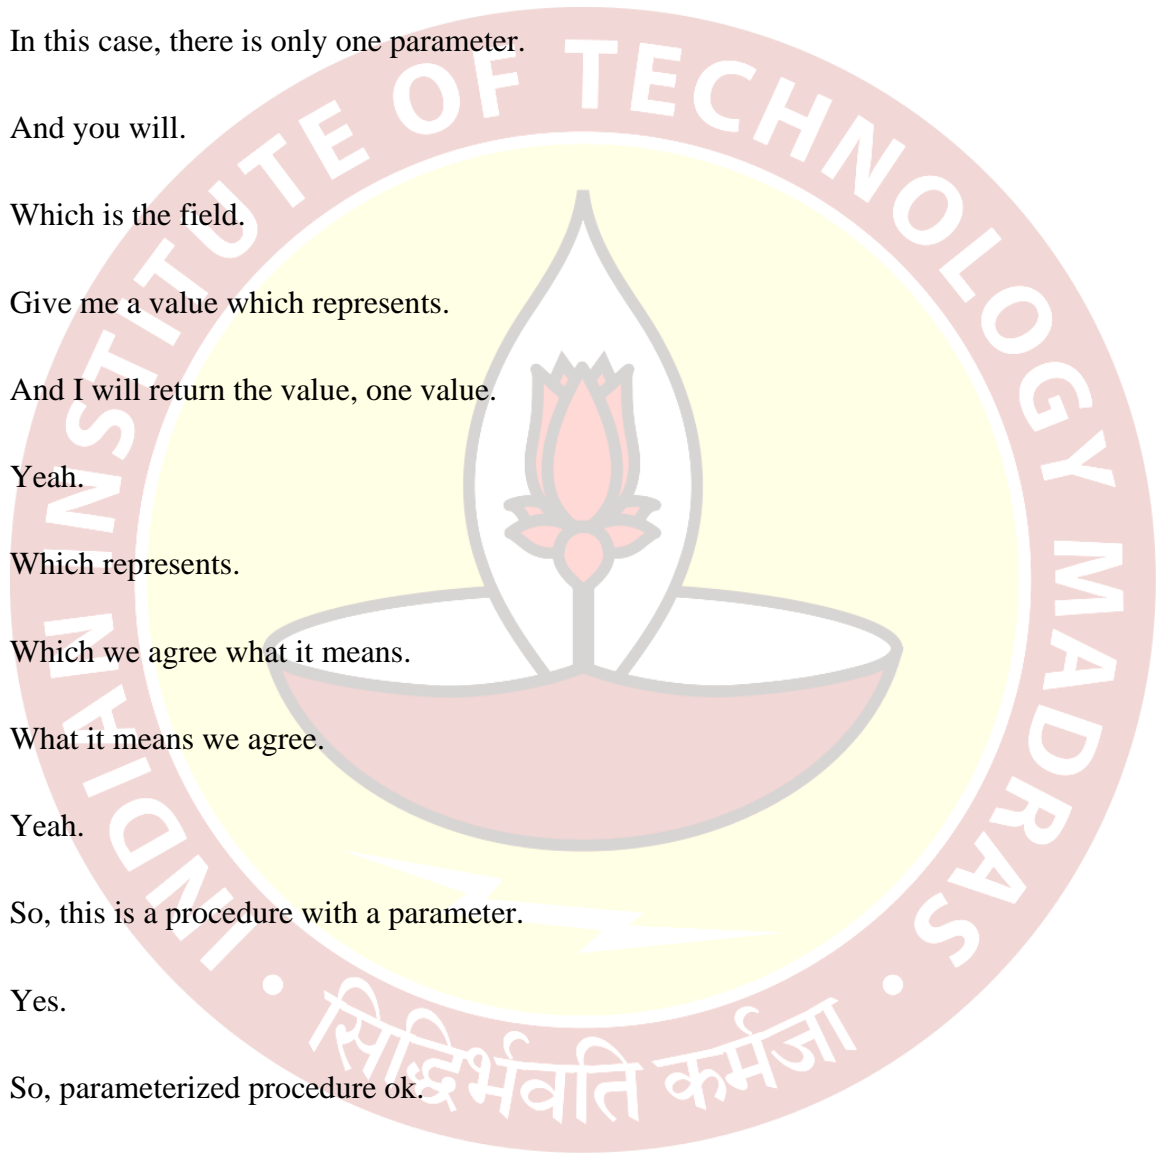 In this case, there is only one parameter.
And you will.
Which is the field.
Give me a value which represents.
And I will return the value, one value.
Yeah.
Which represents.
Which we agree what it means.
What it means we agree.
Yeah.
So, this is a procedure with a parameter.
Yes.
So, parameterized procedure ok.
INDIAN INSTITUTE OF TECHNOLOGY MADRAS
सिद्धिर्भवति कर्मजा